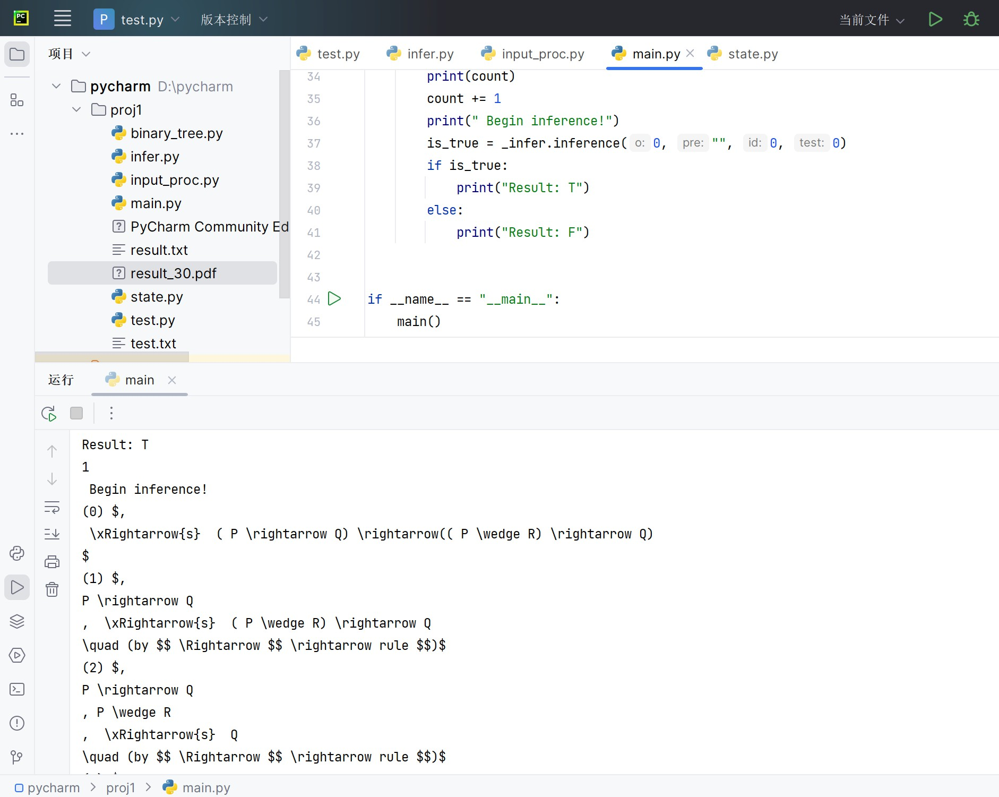 PC
P test.py 版本控制 当前文件
项目
test.py infer.py input_proc.py main.py state.py
pycharm D:\pycharm
proj1
binary_tree.py
infer.py
input_proc.py
main.py
PyCharm Community Ed
result.txt
result_30.pdf
state.py
test.py
test.txt
34 print(count)
35 count += 1
36 print(" Begin inference!")
37 is_true = _infer.inference( o: 0, pre: "", id: 0, test: 0)
38 if is_true:
39 print("Result: T")
40 else:
41 print("Result: F")
42
43
44 if __name__ == "__main__":
45 main()
运行 main
Result: T
1
 Begin inference!
(0) $,
 \xRightarrow{s}  ( P \rightarrow Q) \rightarrow(( P \wedge R) \rightarrow Q)
$
(1) $,
P \rightarrow Q
,  \xRightarrow{s}  ( P \wedge R) \rightarrow Q
\quad (by $$ \Rightarrow $$ \rightarrow rule $$)$
(2) $,
P \rightarrow Q
, P \wedge R
,  \xRightarrow{s}  Q
\quad (by $$ \Rightarrow $$ \rightarrow rule $$)$
pycharm > proj1 > main.py